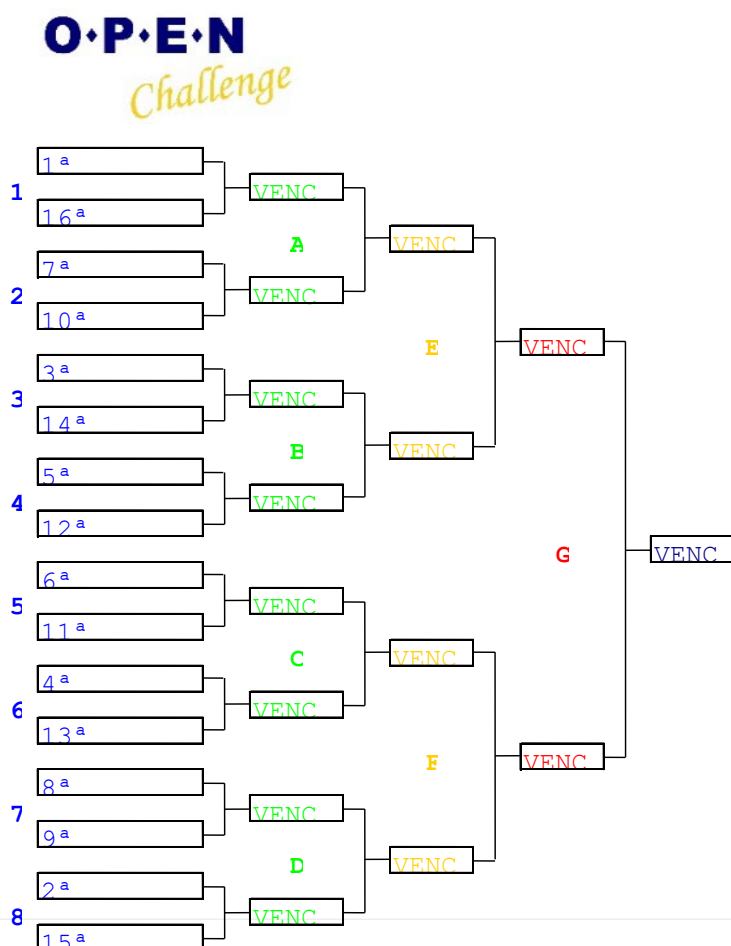 O·P·E·N
Challenge
1ª
1 VENC
16ª
A VENC
7ª
2 VENC
10ª
E VENC
3ª
3 VENC
14ª
B VENC
5ª
4 VENC
12ª
G VENC
6ª
5 VENC
11ª
C VENC
4ª
6 VENC
13ª
F VENC
8ª
7 VENC
9ª
D VENC
2ª
8 VENC
15ª